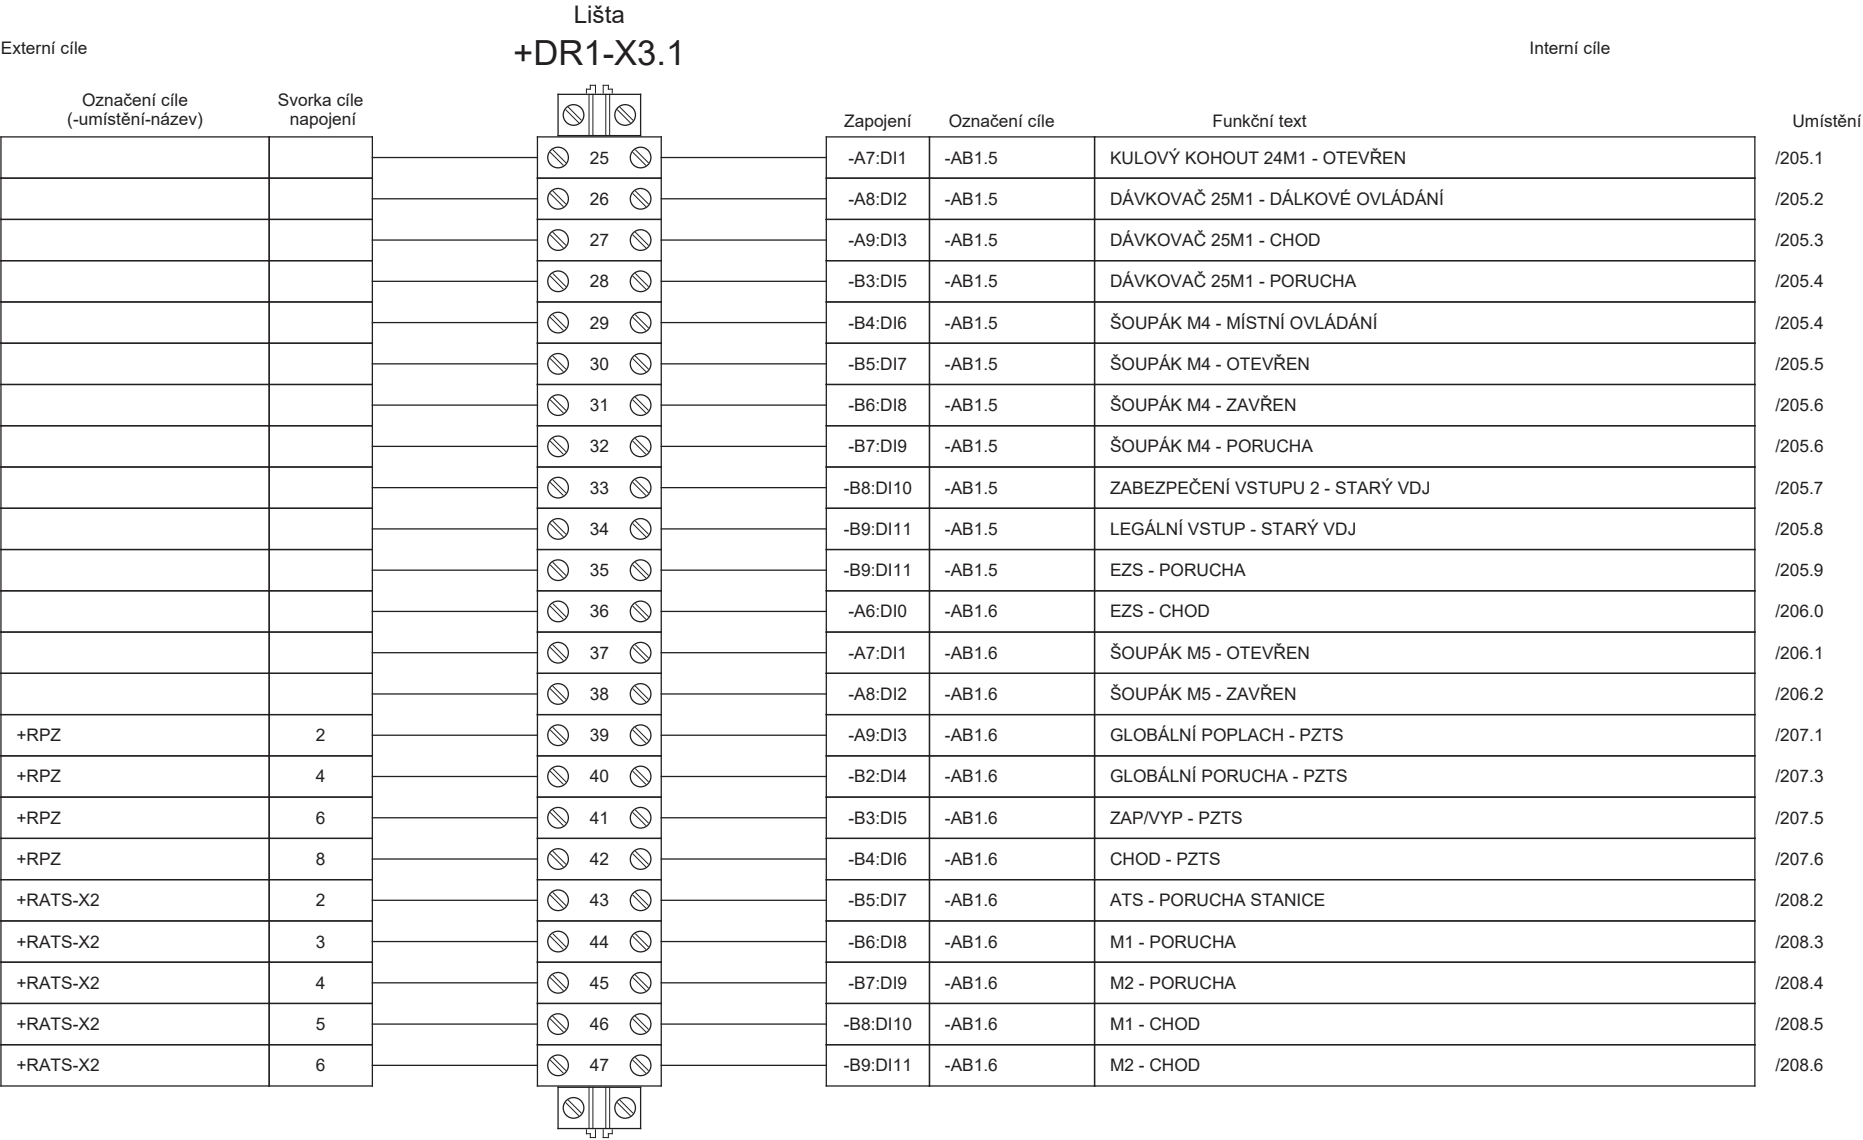 Lišta
Externí cíle +DR1-X3.1 Interní cíle
Označení cíle Svorka cíle
(-umístění-název) napojení Zapojení Označení cíle Funkční text Umístění
25 -A7:DI1 -AB1.5 KULOVÝ KOHOUT 24M1 - OTEVŘEN /205.1
26 -A8:DI2 -AB1.5 DÁVKOVAČ 25M1 - DÁLKOVÉ OVLÁDÁNÍ /205.2
27 -A9:DI3 -AB1.5 DÁVKOVAČ 25M1 - CHOD /205.3
28 -B3:DI5 -AB1.5 DÁVKOVAČ 25M1 - PORUCHA /205.4
29 -B4:DI6 -AB1.5 ŠOUPÁK M4 - MÍSTNÍ OVLÁDÁNÍ /205.4
30 -B5:DI7 -AB1.5 ŠOUPÁK M4 - OTEVŘEN /205.5
31 -B6:DI8 -AB1.5 ŠOUPÁK M4 - ZAVŘEN /205.6
32 -B7:DI9 -AB1.5 ŠOUPÁK M4 - PORUCHA /205.6
33 -B8:DI10 -AB1.5 ZABEZPEČENÍ VSTUPU 2 - STARÝ VDJ /205.7
34 -B9:DI11 -AB1.5 LEGÁLNÍ VSTUP - STARÝ VDJ /205.8
35 -B9:DI11 -AB1.5 EZS - PORUCHA /205.9
36 -A6:DI0 -AB1.6 EZS - CHOD /206.0
37 -A7:DI1 -AB1.6 ŠOUPÁK M5 - OTEVŘEN /206.1
38 -A8:DI2 -AB1.6 ŠOUPÁK M5 - ZAVŘEN /206.2
+RPZ 2 39 -A9:DI3 -AB1.6 GLOBÁLNÍ POPLACH - PZTS /207.1
+RPZ 4 40 -B2:DI4 -AB1.6 GLOBÁLNÍ PORUCHA - PZTS /207.3
+RPZ 6 41 -B3:DI5 -AB1.6 ZAP/VYP - PZTS /207.5
+RPZ 8 42 -B4:DI6 -AB1.6 CHOD - PZTS /207.6
+RATS-X2 2 43 -B5:DI7 -AB1.6 ATS - PORUCHA STANICE /208.2
+RATS-X2 3 44 -B6:DI8 -AB1.6 M1 - PORUCHA /208.3
+RATS-X2 4 45 -B7:DI9 -AB1.6 M2 - PORUCHA /208.4
+RATS-X2 5 46 -B8:DI10 -AB1.6 M1 - CHOD /208.5
+RATS-X2 6 47 -B9:DI11 -AB1.6 M2 - CHOD /208.6